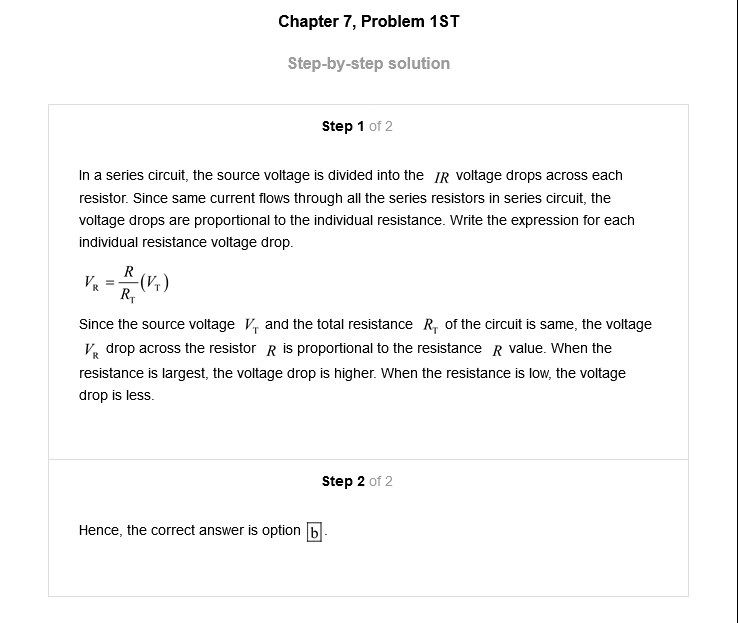 Chapter 7, Problem 1ST
Step-by-step solution
Step 1 of 2
In a series circuit, the source voltage is divided into the IR voltage drops across each
resistor. Since same current flows through all the series resistors in series circuit, the
voltage drops are proportional to the individual resistance. Write the expression for each
individual resistance voltage drop.
V_R = R/R_T (V_T)
Since the source voltage V_T and the total resistance R_T of the circuit is same, the voltage
V_R drop across the resistor R is proportional to the resistance R value. When the
resistance is largest, the voltage drop is higher. When the resistance is low, the voltage
drop is less.
Step 2 of 2
Hence, the correct answer is option b.